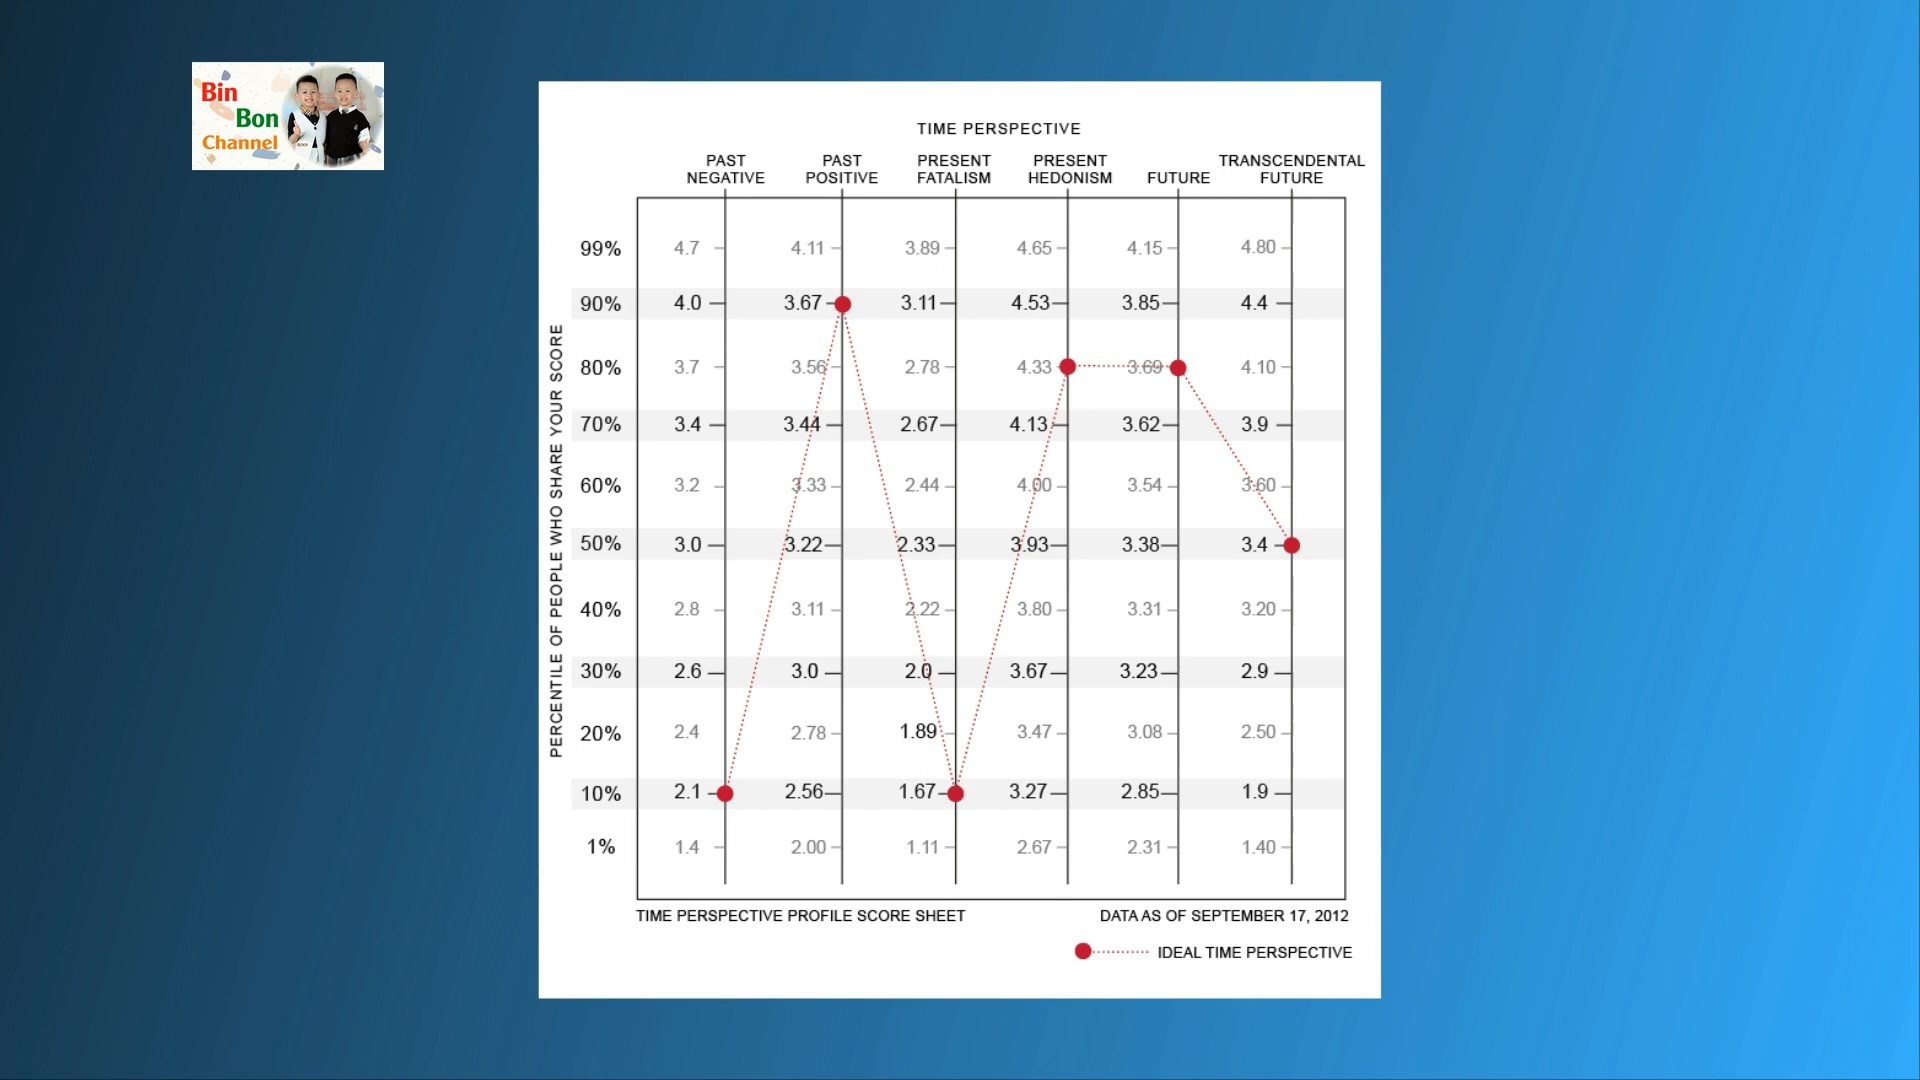 Bin
Bon
Channel
TIME PERSPECTIVE
PAST NEGATIVE PAST POSITIVE PRESENT FATALISM PRESENT HEDONISM FUTURE TRANSCENDENTAL FUTURE
PERCENTILE OF PEOPLE WHO SHARE YOUR SCORE
99% 4.7 4.11 3.89 4.65 4.15 4.80
90% 4.0 3.67 3.11 4.53 3.85 4.4
80% 3.7 3.56 2.78 4.33 3.69 4.10
70% 3.4 3.44 2.67 4.13 3.62 3.9
60% 3.2 3.33 2.44 4.00 3.54 3.60
50% 3.0 3.22 2.33 3.93 3.38 3.4
40% 2.8 3.11 2.22 3.80 3.31 3.20
30% 2.6 3.0 2.0 3.67 3.23 2.9
20% 2.4 2.78 1.89 3.47 3.08 2.50
10% 2.1 2.56 1.67 3.27 2.85 1.9
1% 1.4 2.00 1.11 2.67 2.31 1.40
TIME PERSPECTIVE PROFILE SCORE SHEET DATA AS OF SEPTEMBER 17, 2012
IDEAL TIME PERSPECTIVE